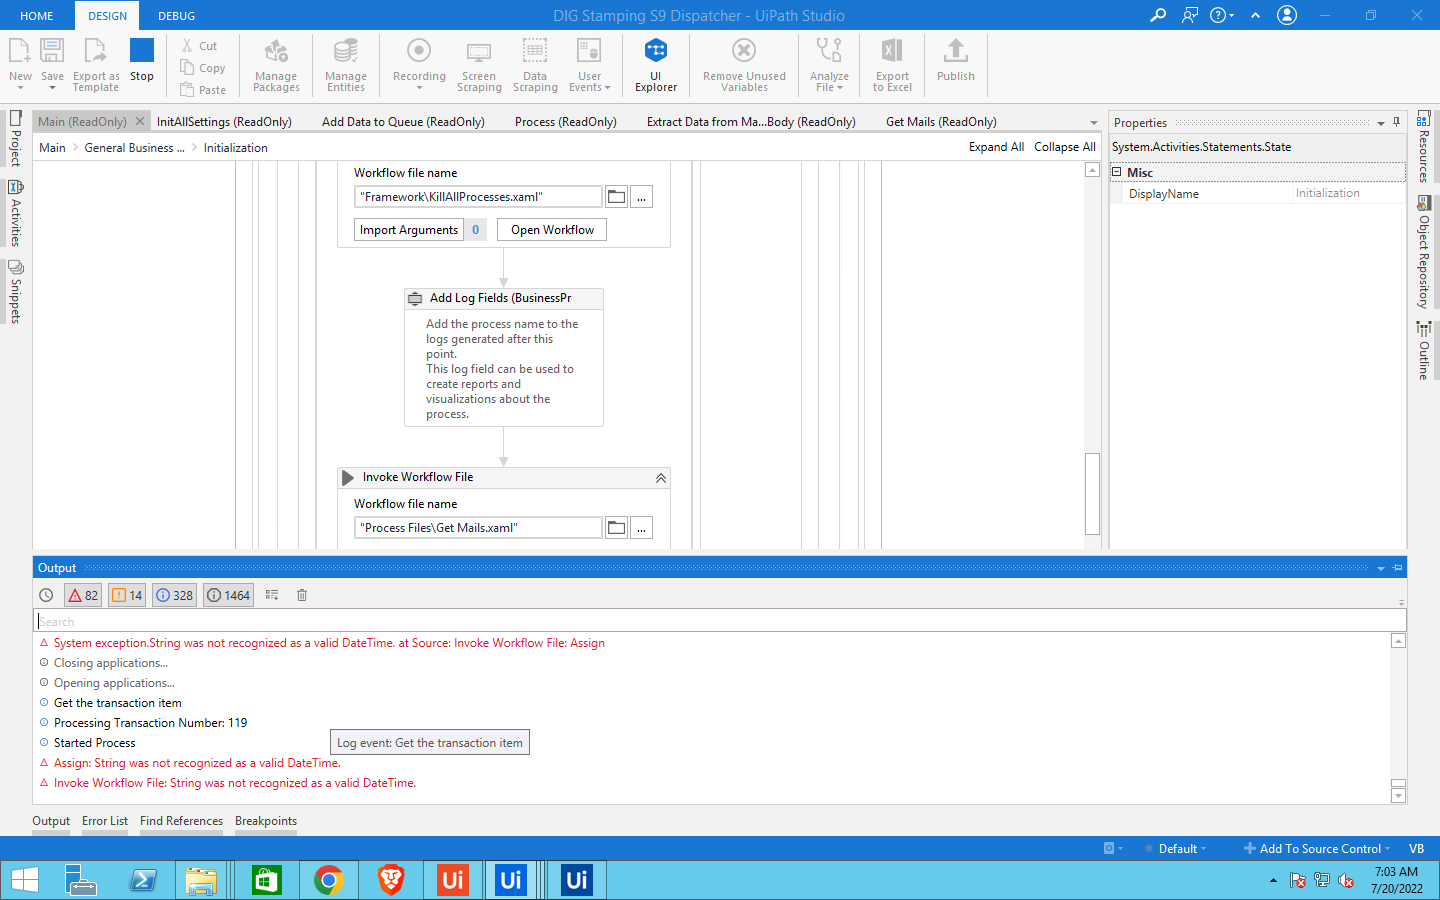 HOME DESIGN DEBUG DIG Stamping S9 Dispatcher - UiPath Studio
New Save Export as Template Stop Cut Copy Paste Manage Packages Manage Entities Recording Screen Scraping Data Scraping User Events UI Explorer Remove Unused Variables Analyze File Export to Excel Publish
Main (ReadOnly) InitAllSettings (ReadOnly) Add Data to Queue (ReadOnly) Process (ReadOnly) Extract Data from Ma...Body (ReadOnly) Get Mails (ReadOnly)
Main General Business ... Initialization Expand All Collapse All
Project
Activities
Snippets
Workflow file name
"Framework\KillAllProcesses.xaml" ...
Import Arguments 0 Open Workflow
Add Log Fields (BusinessPr
Add the process name to the
logs generated after this
point.
This log field can be used to
create reports and
visualizations about the
process.
Invoke Workflow File
Workflow file name
"Process Files\Get Mails.xaml" ...
Properties
System.Activities.Statements.State
Misc
DisplayName Initialization
Resources
Object Repository
Outline
Output
82 14 328 1464
Search
System exception.String was not recognized as a valid DateTime. at Source: Invoke Workflow File: Assign
Closing applications...
Opening applications...
Get the transaction item
Processing Transaction Number: 119
Started Process
Log event: Get the transaction item
Assign: String was not recognized as a valid DateTime.
Invoke Workflow File: String was not recognized as a valid DateTime.
Output Error List Find References Breakpoints
Default Add To Source Control VB
Ui Ui Ui
7:03 AM
7/20/2022